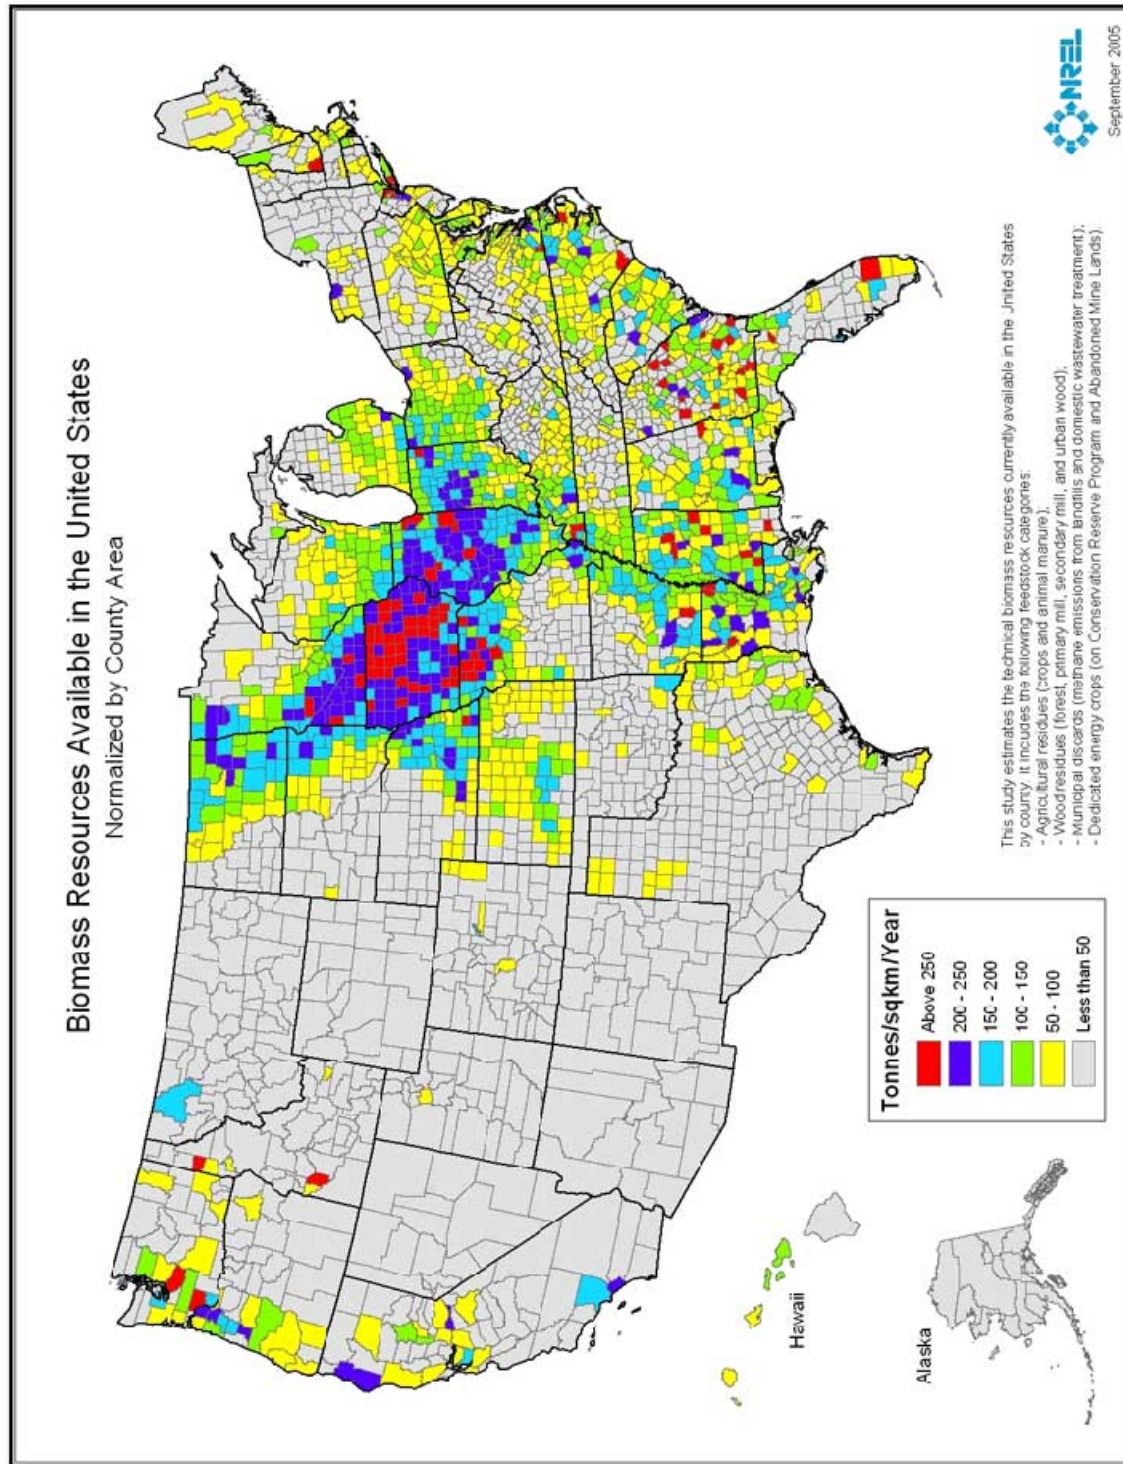 Biomass Resources Available in the United States
Normalized by County Area
Hawaii
Alaska
Tonnes/sqkm/Year
Above 250
200 - 250
150 - 200
100 - 150
50 - 100
Less than 50
This study estimates the technical biomass resources currently available in the United States
by county. It includes the following feedstock categories:
- Agricultural residues (crops and animal manure);
- Wood residues (forest, primary mill, secondary mill, and urban wood);
- Municipal discards (methane emissions from landfills and domestic wastewater treatment);
- Dedicated energy crops (on Conservation Reserve Program and Abandoned Mine Lands).
NREL
September 2005